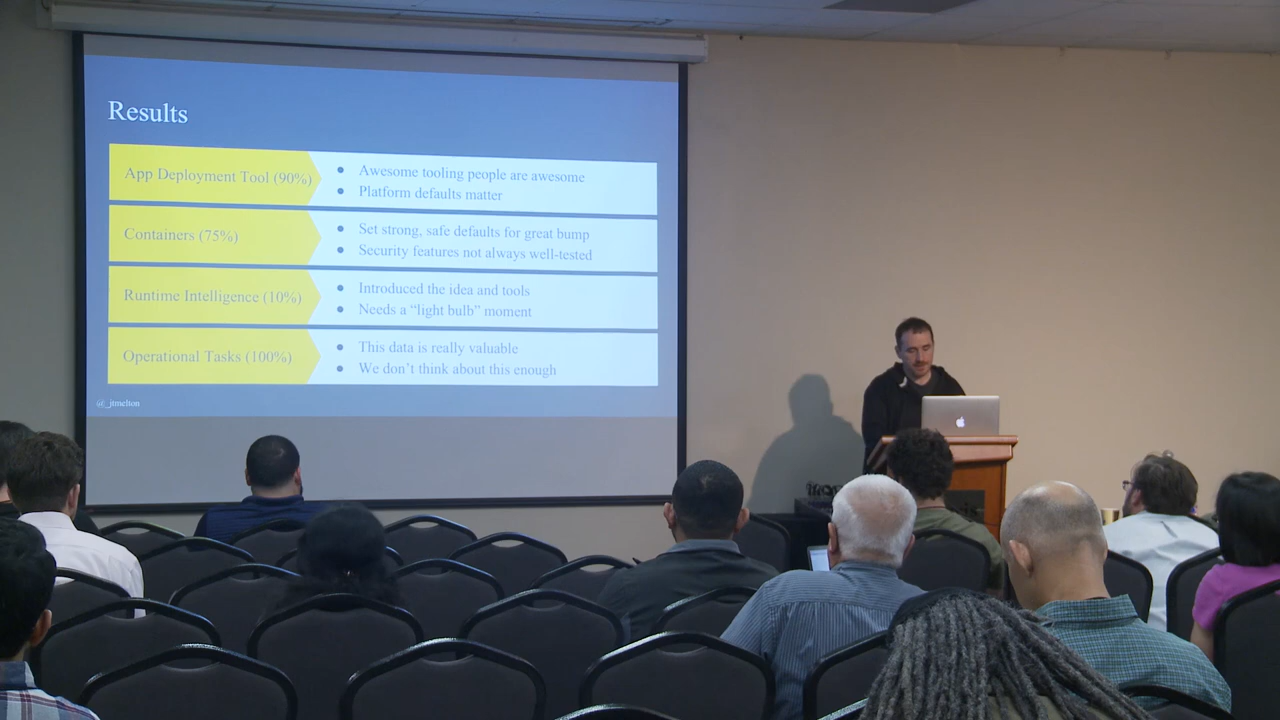 Results
App Deployment Tool (90%)
● Awesome tooling people are awesome
● Platform defaults matter
Containers (75%)
● Set strong, safe defaults for great bump
● Security features not always well-tested
Runtime Intelligence (10%)
● Introduced the idea and tools
● Needs a “light bulb” moment
Operational Tasks (100%)
● This data is really valuable
● We don’t think about this enough
@_jtmelton